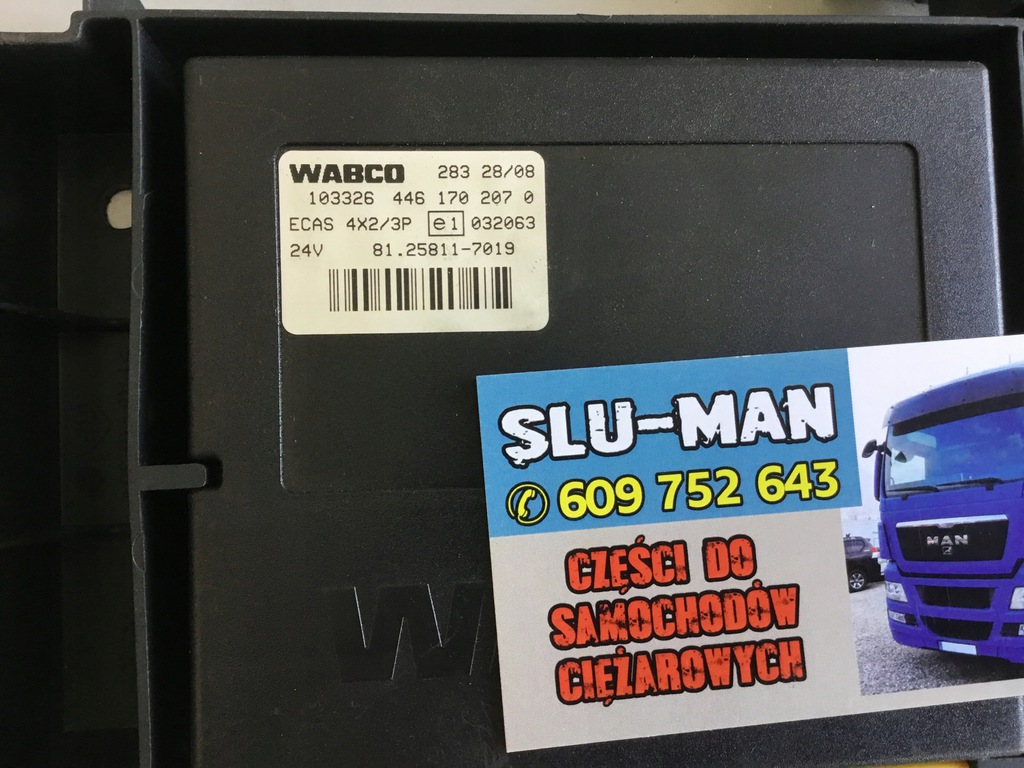 WABCO 283 28/08
103326 446 170 207 0
ECAS 4X2/3P e1 032063
24V 81.25811-7019
SLU-MAN
609 752 643
CZĘŚCI DO
SAMOCHODÓW
CIĘŻAROWYCH
MAN